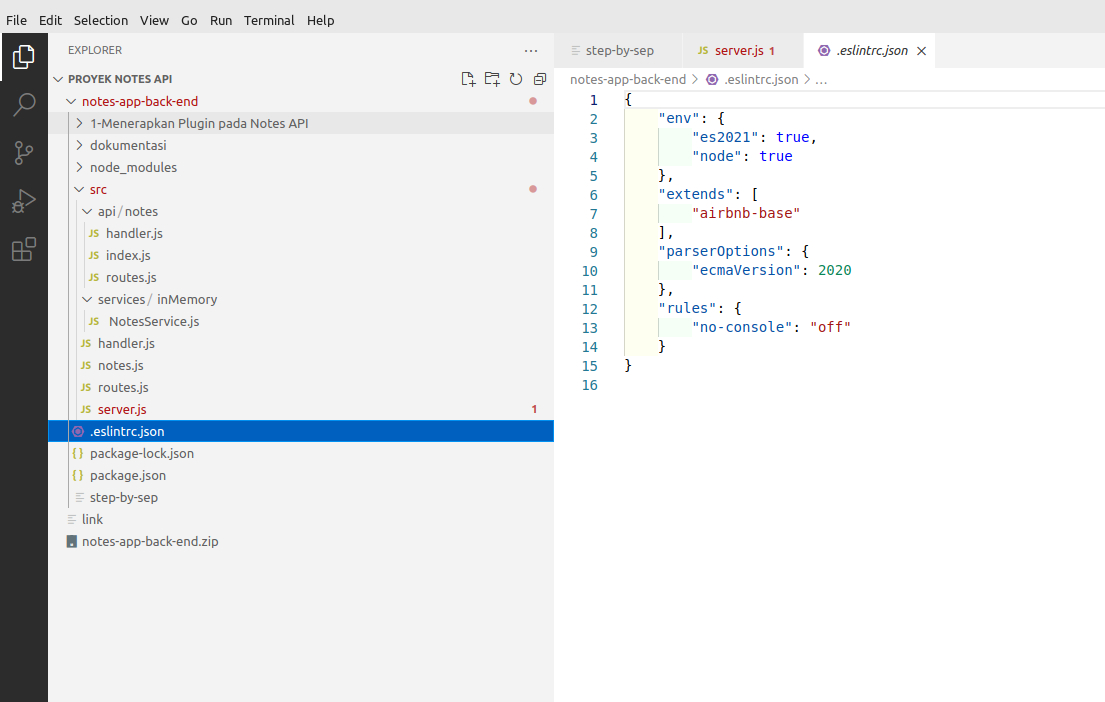 File Edit Selection View Go Run Terminal Help
EXPLORER ...
PROYEK NOTES API
notes-app-back-end
1-Menerapkan Plugin pada Notes API
dokumentasi
node_modules
src
api/notes
JS handler.js
JS index.js
JS routes.js
services/ inMemory
JS NotesService.js
JS handler.js
JS notes.js
JS routes.js
JS server.js 1
.eslintrc.json
{} package-lock.json
{} package.json
step-by-sep
link
notes-app-back-end.zip
step-by-sep JS server.js 1 .eslintrc.json
notes-app-back-end > .eslintrc.json > ...
1 {
2 "env": {
3 "es2021": true,
4 "node": true
5 },
6 "extends": [
7 "airbnb-base"
8 ],
9 "parserOptions": {
10 "ecmaVersion": 2020
11 },
12 "rules": {
13 "no-console": "off"
14 }
15 }
16